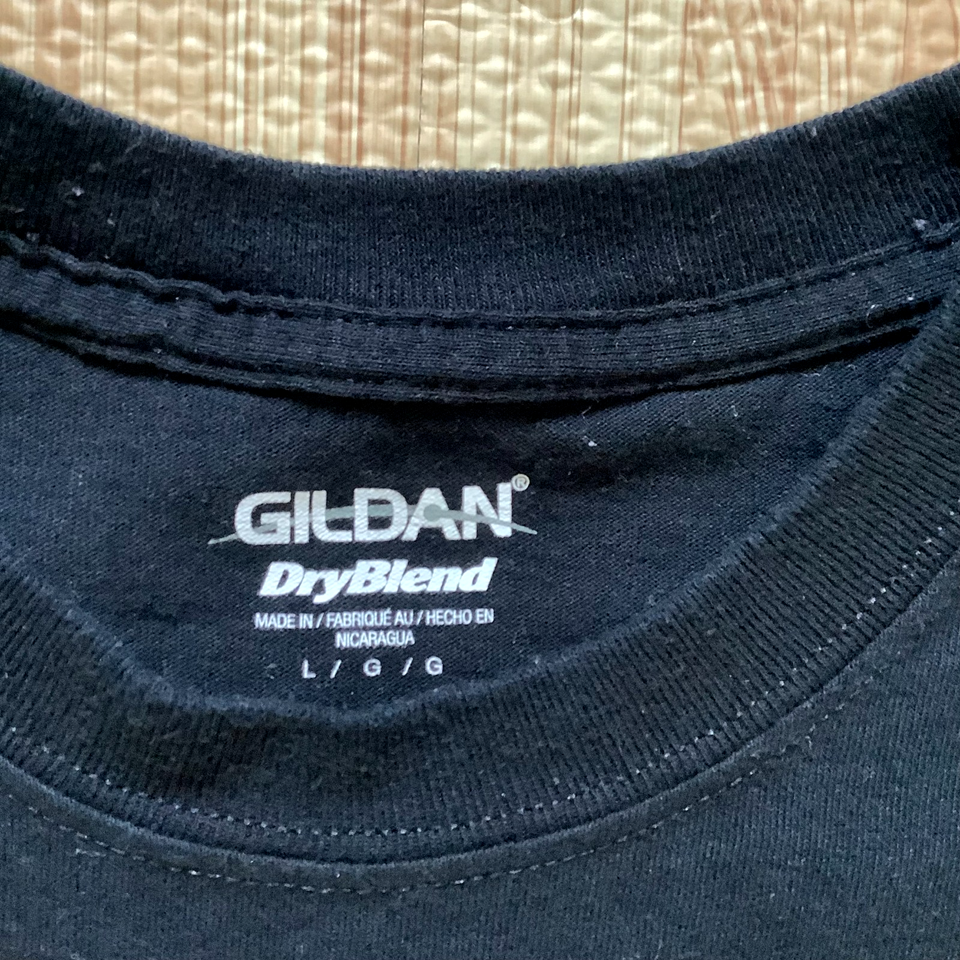 GILDAN®
DryBlend
MADE IN / FABRIQUÉ AU / HECHO EN
NICARAGUA
L / G / G